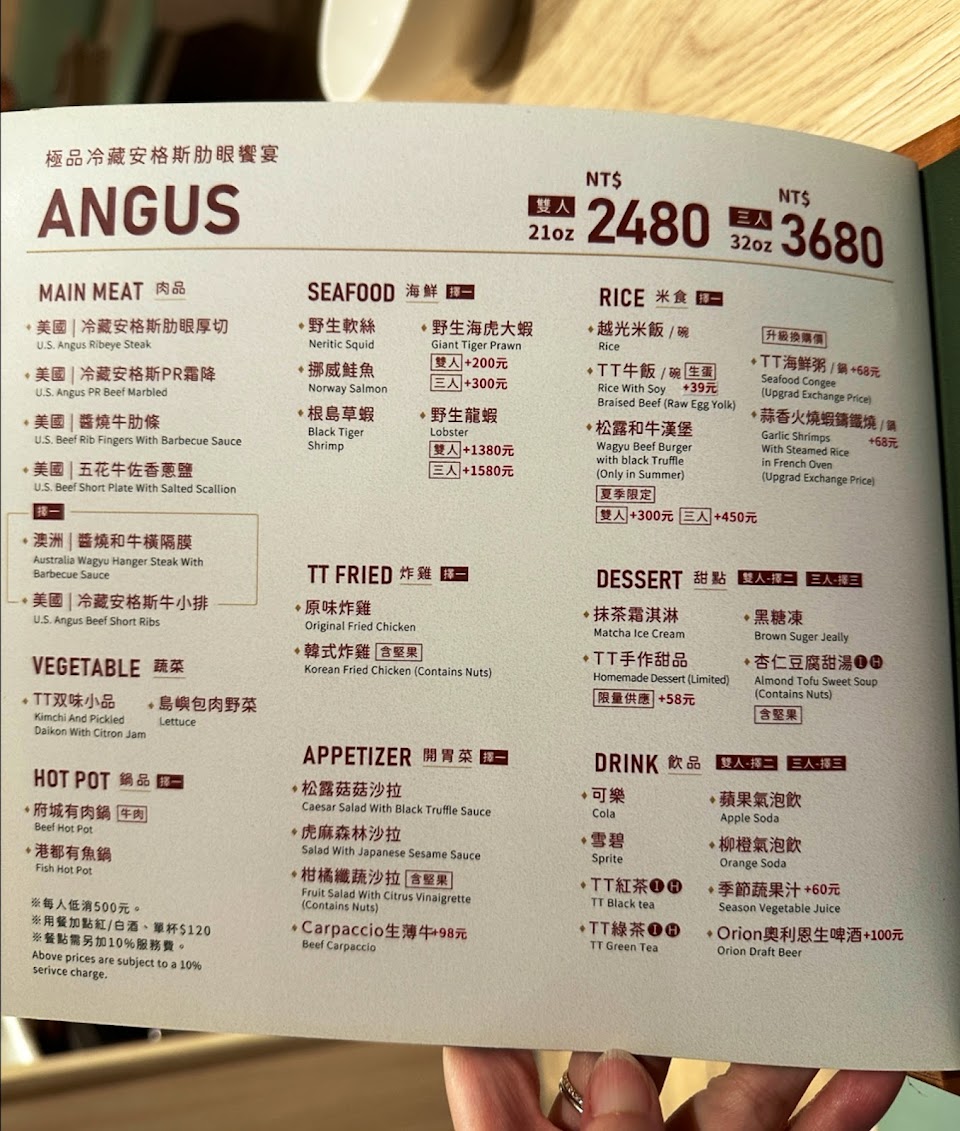 極品冷藏安格斯肋眼饗宴
ANGUS
NT$
雙人
21oz
2480
NT$
三人
32oz
3680
MAIN MEAT 肉品
美國 | 冷藏安格斯肋眼厚切
U.S. Angus Ribeye Steak
美國 | 冷藏安格斯PR霜降
U.S. Angus PR Beef Marbled
美國 | 醬燒牛肋條
U.S. Beef Rib Fingers With Barbecue Sauce
美國 | 五花牛佐香蔥鹽
U.S. Beef Short Plate With Salted Scallion
擇一
澳洲 | 醬燒和牛橫隔膜
Australia Wagyu Hanger Steak With
Barbecue Sauce
美國 | 冷藏安格斯牛小排
U.S. Angus Beef Short Ribs
VEGETABLE 蔬菜
TT双味小品
Kimchi And Pickled
Daikon With Citron Jam
島嶼包肉野菜
Lettuce
HOT POT 鍋品 擇一
府城有肉鍋 牛肉
Beef Hot Pot
港都有魚鍋
Fish Hot Pot
※每人低消500元。
※用餐加點紅/白酒、單杯$120
※餐點需另加10%服務費。
Above prices are subject to a 10%
serivce charge.
SEAFOOD 海鮮 擇一
野生軟絲
Neritic Squid
挪威鮭魚
Norway Salmon
根島草蝦
Black Tiger
Shrimp
野生海虎大蝦
Giant Tiger Prawn
雙人 +200元
三人 +300元
野生龍蝦
Lobster
雙人 +1380元
三人 +1580元
TT FRIED 炸雞 擇一
原味炸雞
Original Fried Chicken
韓式炸雞 含堅果
Korean Fried Chicken (Contains Nuts)
APPETIZER 開胃菜 擇一
松露菇菇沙拉
Caesar Salad With Black Truffle Sauce
虎麻森林沙拉
Salad With Japanese Sesame Sauce
柑橘纖蔬沙拉 含堅果
Fruit Salad With Citrus Vinaigrette
(Contains Nuts)
Carpaccio生薄牛+98元
Beef Carpaccio
RICE 米食 擇一
越光米飯 / 碗
Rice
TT牛飯 / 碗 生蛋
Rice With Soy +39元
Braised Beef (Raw Egg Yolk)
松露和牛漢堡
Wagyu Beef Burger
with black Truffle
(Only in Summer)
夏季限定
雙人 +300元 三人 +450元
升級換購價
TT海鮮粥 / 鍋 +68元
Seafood Congee
(Upgrad Exchange Price)
蒜香火燒蝦鑄鐵燒 / 鍋
+68元
Garlic Shrimps
With Steamed Rice
in French Oven
(Upgrad Exchange Price)
DESSERT 甜點 雙人-擇二 三人-擇三
抹茶霜淇淋
Matcha Ice Cream
TT手作甜品
Homemade Dessert (Limited)
限量供應 +58元
黑糖凍
Brown Suger Jeally
杏仁豆腐甜湯 I H
Almond Tofu Sweet Soup
(Contains Nuts)
含堅果
DRINK 飲品 雙人-擇二 三人-擇三
可樂
Cola
雪碧
Sprite
TT紅茶 I H
TT Black tea
TT綠茶 I H
TT Green Tea
蘋果氣泡飲
Apple Soda
柳橙氣泡飲
Orange Soda
季節蔬果汁 +60元
Season Vegetable Juice
Orion奧利恩生啤酒 +100元
Orion Draft Beer